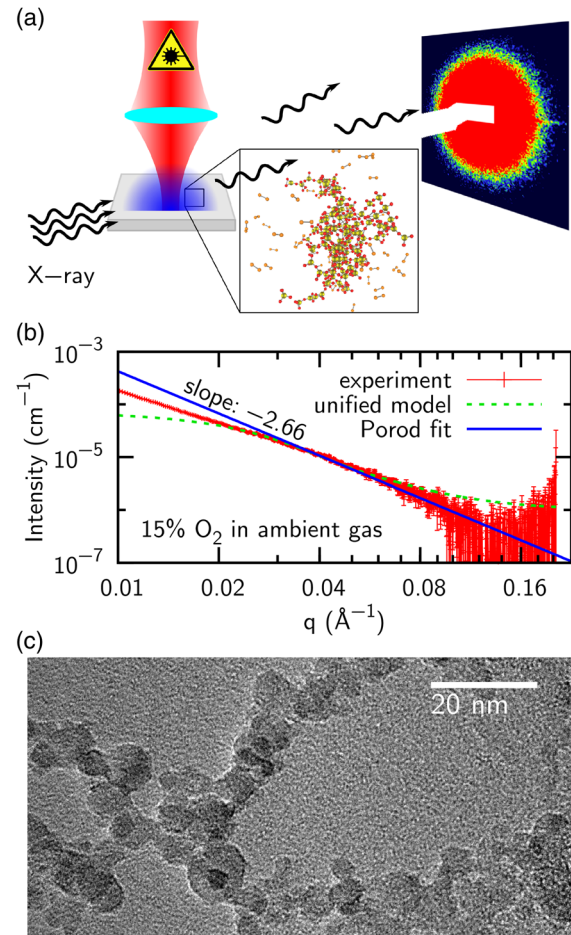 (a)
X−ray
(b)
10⁻³
10⁻⁵
10⁻⁷
Intensity (cm⁻¹)
slope: −2.66
experiment
unified model
Porod fit
15% O₂ in ambient gas
0.01 0.02 0.04 0.08 0.16
q (Å⁻¹)
(c)
20 nm